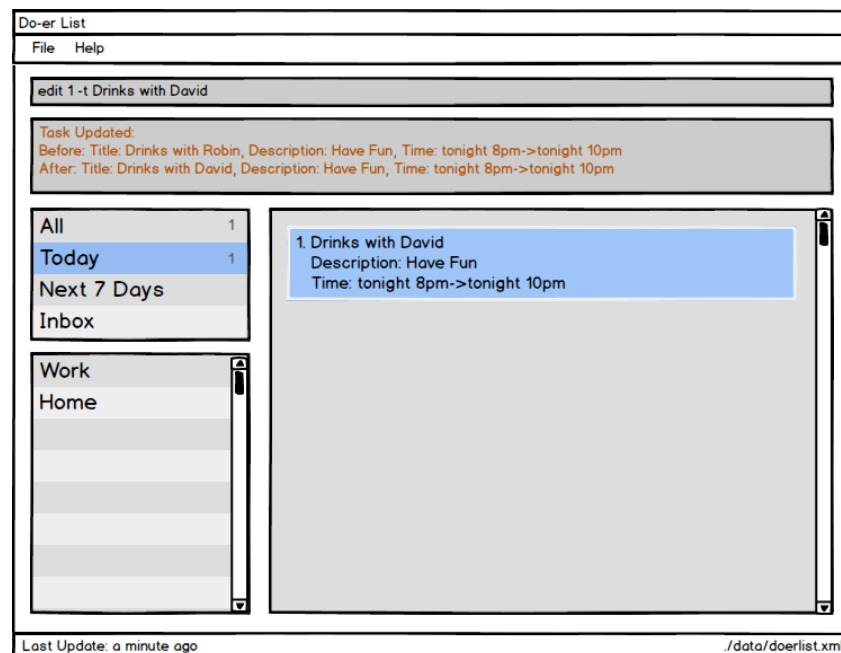 Do-er List
File Help
edit 1 -t Drinks with David
Task Updated:
Before: Title: Drinks with Robin, Description: Have Fun, Time: tonight 8pm->tonight 10pm
After: Title: Drinks with David, Description: Have Fun, Time: tonight 8pm->tonight 10pm
All 1
Today 1
Next 7 Days
Inbox
Work
Home
1. Drinks with David
Description: Have Fun
Time: tonight 8pm->tonight 10pm
Last Update: a minute ago ./data/doerlist.xml